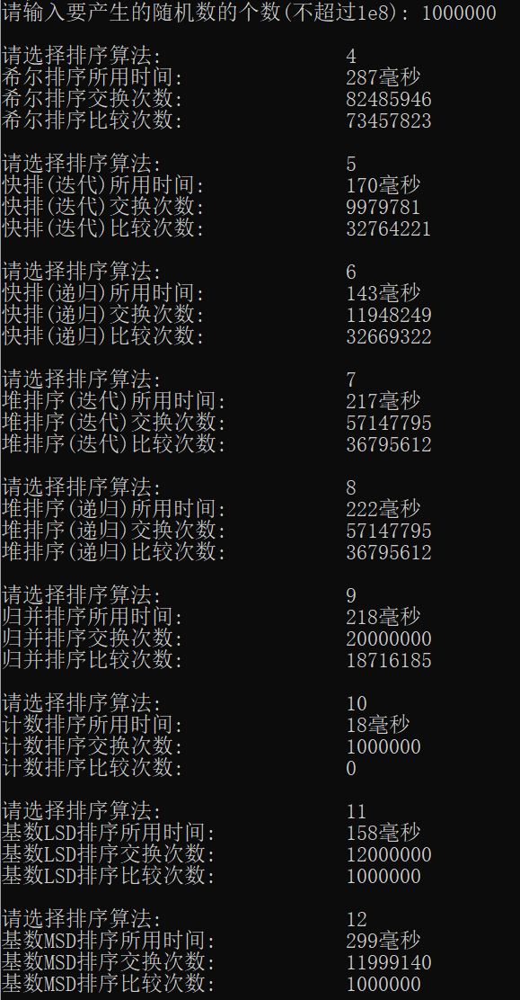 请输入要产生的随机数的个数(不超过1e8): 1000000
请选择排序算法: 4
希尔排序所用时间: 287毫秒
希尔排序交换次数: 82485946
希尔排序比较次数: 73457823
请选择排序算法: 5
快排(迭代)所用时间: 170毫秒
快排(迭代)交换次数: 9979781
快排(迭代)比较次数: 32764221
请选择排序算法: 6
快排(递归)所用时间: 143毫秒
快排(递归)交换次数: 11948249
快排(递归)比较次数: 32669322
请选择排序算法: 7
堆排序(迭代)所用时间: 217毫秒
堆排序(迭代)交换次数: 57147795
堆排序(迭代)比较次数: 36795612
请选择排序算法: 8
堆排序(递归)所用时间: 222毫秒
堆排序(递归)交换次数: 57147795
堆排序(递归)比较次数: 36795612
请选择排序算法: 9
归并排序所用时间: 218毫秒
归并排序交换次数: 20000000
归并排序比较次数: 18716185
请选择排序算法: 10
计数排序所用时间: 18毫秒
计数排序交换次数: 1000000
计数排序比较次数: 0
请选择排序算法: 11
基数LSD排序所用时间: 158毫秒
基数LSD排序交换次数: 12000000
基数LSD排序比较次数: 1000000
请选择排序算法: 12
基数MSD排序所用时间: 299毫秒
基数MSD排序交换次数: 11999140
基数MSD排序比较次数: 1000000